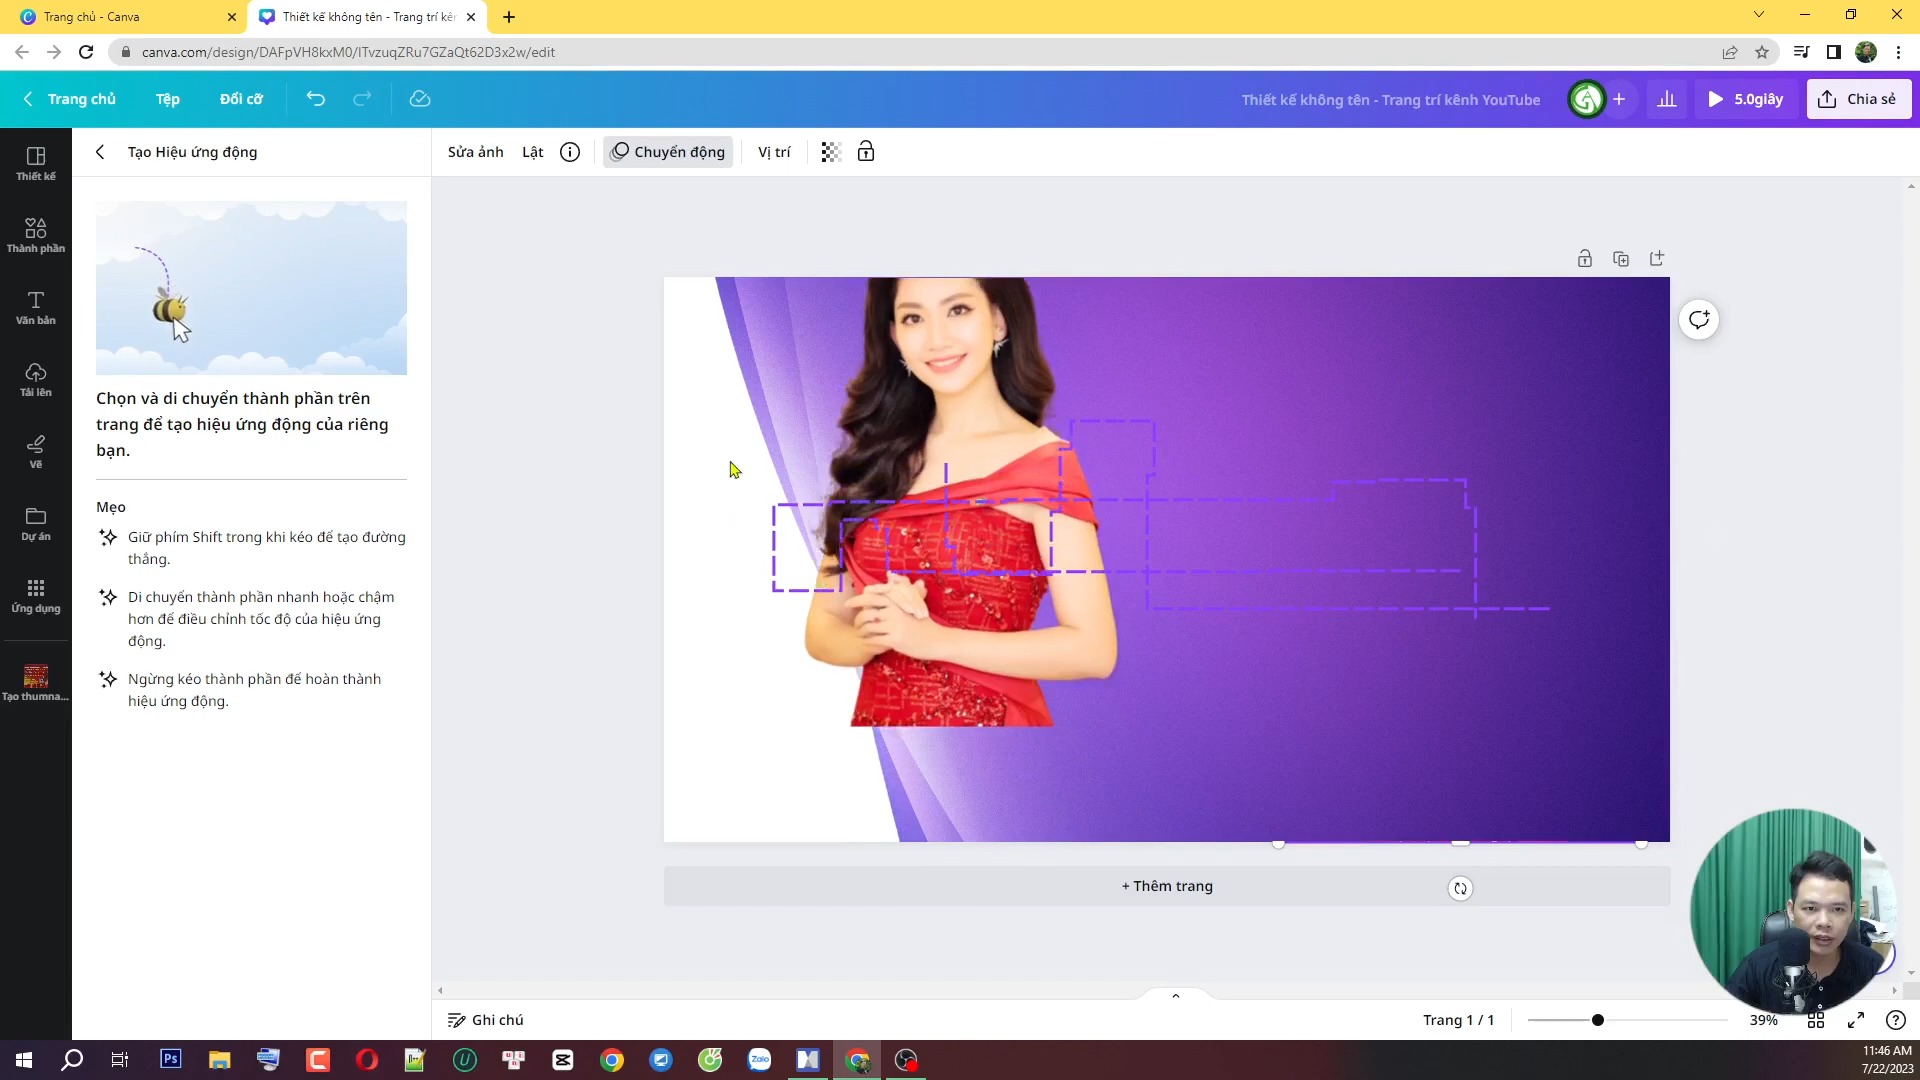 Trang chủ - Canva
Thiết kế không tên - Trang trí kên
canva.com/design/DAFpVH8kxM0/ITvzuqZRu7GZaQt62D3x2w/edit
Trang chủ
Tệp
Đổi cỡ
Thiết kế không tên - Trang trí kênh YouTube
5.0giây
Chia sẻ
Tạo Hiệu ứng động
Sửa ảnh
Lật
Chuyển động
Vị trí
Thiết kế
Thành phần
Văn bản
Tải lên
Vẽ
Dự án
Ứng dụng
Tạo thumna...
Chọn và di chuyển thành phần trên
trang để tạo hiệu ứng động của riêng
bạn.
Mẹo
Giữ phím Shift trong khi kéo để tạo đường
thẳng.
Di chuyển thành phần nhanh hoặc chậm
hơn để điều chỉnh tốc độ của hiệu ứng
động.
Ngừng kéo thành phần để hoàn thành
hiệu ứng động.
+ Thêm trang
Ghi chú
Trang 1 / 1
39%
Ps
Zalo
11:46 AM
7/22/2023